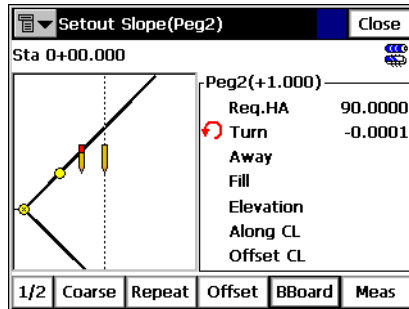 Setout Slope(Peg2)
Close
Sta 0+00.000
Peg2(+1.000)
Req.HA 90.0000
Turn -0.0001
Away
Fill
Elevation
Along CL
Offset CL
1/2 Coarse Repeat Offset BBoard Meas